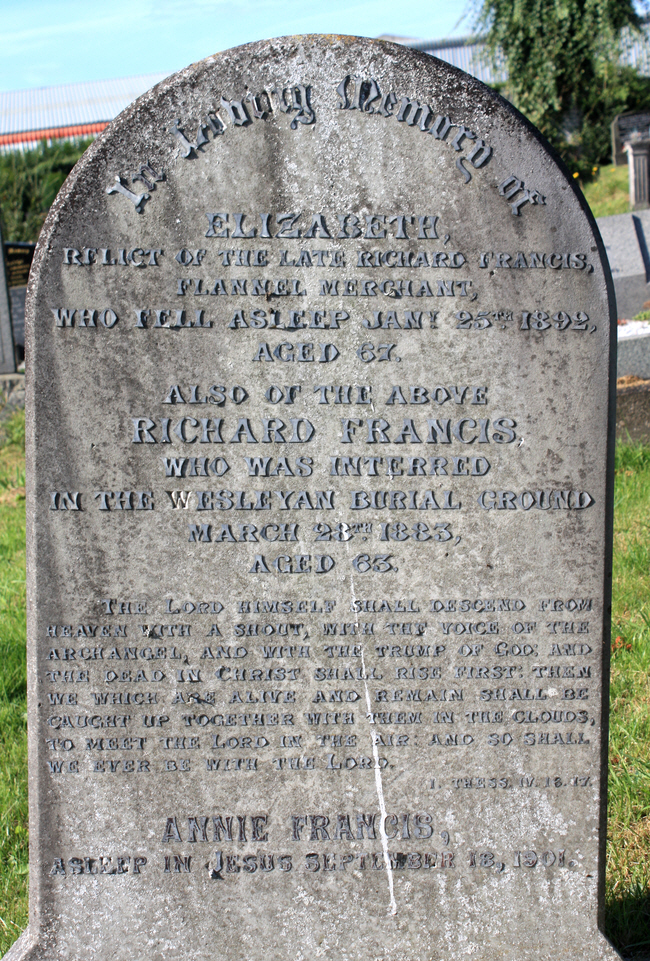 In Loving Memory of
ELIZABETH,
RELICT OF THE LATE RICHARD FRANCIS,
FLANNEL MERCHANT,
WHO FELL ASLEEP JANY 25TH 1892,
AGED 67.
ALSO OF THE ABOVE
RICHARD FRANCIS,
WHO WAS INTERRED
IN THE WESLEYAN BURIAL GROUND
MARCH 28TH 1883,
AGED 63.
THE LORD HIMSELF SHALL DESCEND FROM
HEAVEN WITH A SHOUT, WITH THE VOICE OF THE
ARCHANGEL, AND WITH THE TRUMP OF GOD: AND
THE DEAD IN CHRIST SHALL RISE FIRST: THEN
WE WHICH ARE ALIVE AND REMAIN SHALL BE
CAUGHT UP TOGETHER WITH THEM IN THE CLOUDS,
TO MEET THE LORD IN THE AIR: AND SO SHALL
WE EVER BE WITH THE LORD.
1. THESS. IV. 16.17.
ANNIE FRANCIS,
ASLEEP IN JESUS SEPTEMBER 18, 1901.